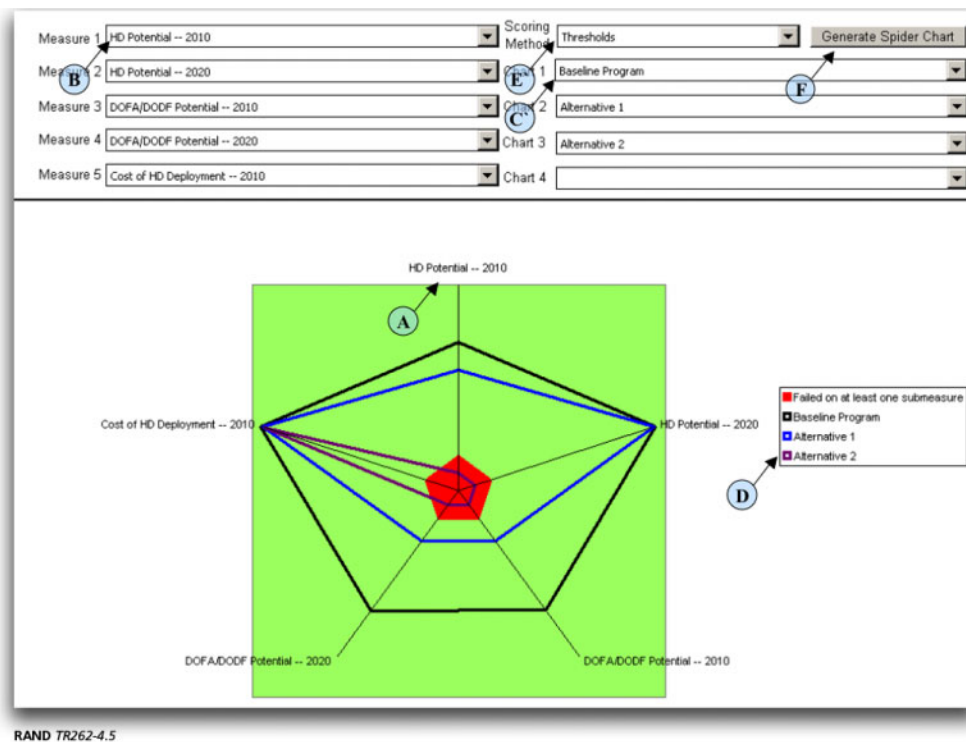 Measure 1 HD Potential -- 2010 Scoring Method Thresholds Generate Spider Chart
B E F
Measure 2 HD Potential -- 2020 Chart 1 Baseline Program
C
Measure 3 DOFA/DODF Potential -- 2010 Chart 2 Alternative 1
Measure 4 DOFA/DODF Potential -- 2020 Chart 3 Alternative 2
Measure 5 Cost of HD Deployment -- 2010 Chart 4
HD Potential -- 2010
A
Cost of HD Deployment -- 2010
HD Potential -- 2020
Failed on at least one submeasure
Baseline Program
Alternative 1
Alternative 2
D
DOFA/DODF Potential -- 2020
DOFA/DODF Potential -- 2010
RAND TR262-4.5